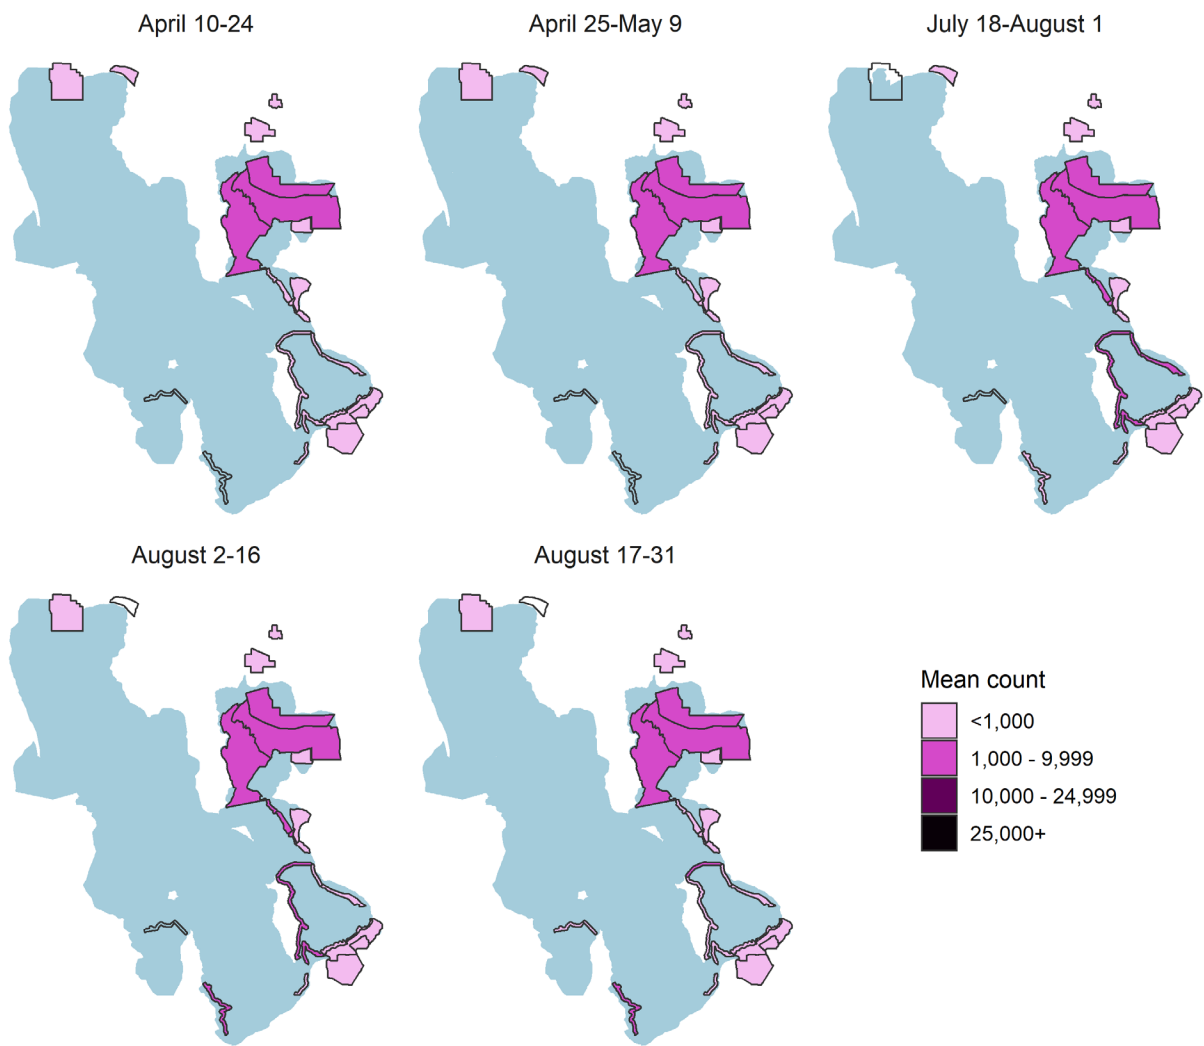 April 10-24
April 25-May 9
July 18-August 1
August 2-16
August 17-31
Mean count
<1,000
1,000 - 9,999
10,000 - 24,999
25,000+